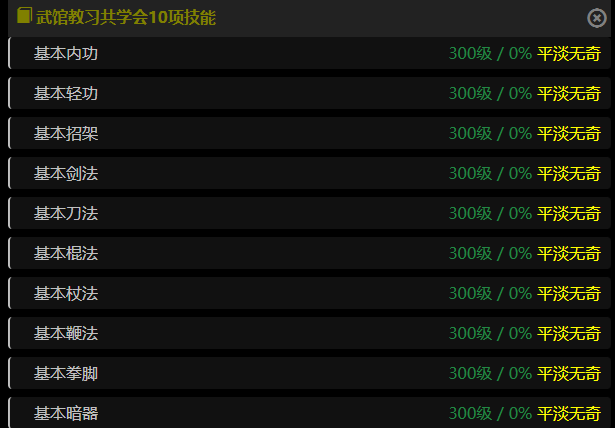 武馆教习共学会10项技能
基本内功 300级 / 0% 平淡无奇
基本轻功 300级 / 0% 平淡无奇
基本招架 300级 / 0% 平淡无奇
基本剑法 300级 / 0% 平淡无奇
基本刀法 300级 / 0% 平淡无奇
基本棍法 300级 / 0% 平淡无奇
基本杖法 300级 / 0% 平淡无奇
基本鞭法 300级 / 0% 平淡无奇
基本拳脚 300级 / 0% 平淡无奇
基本暗器 300级 / 0% 平淡无奇